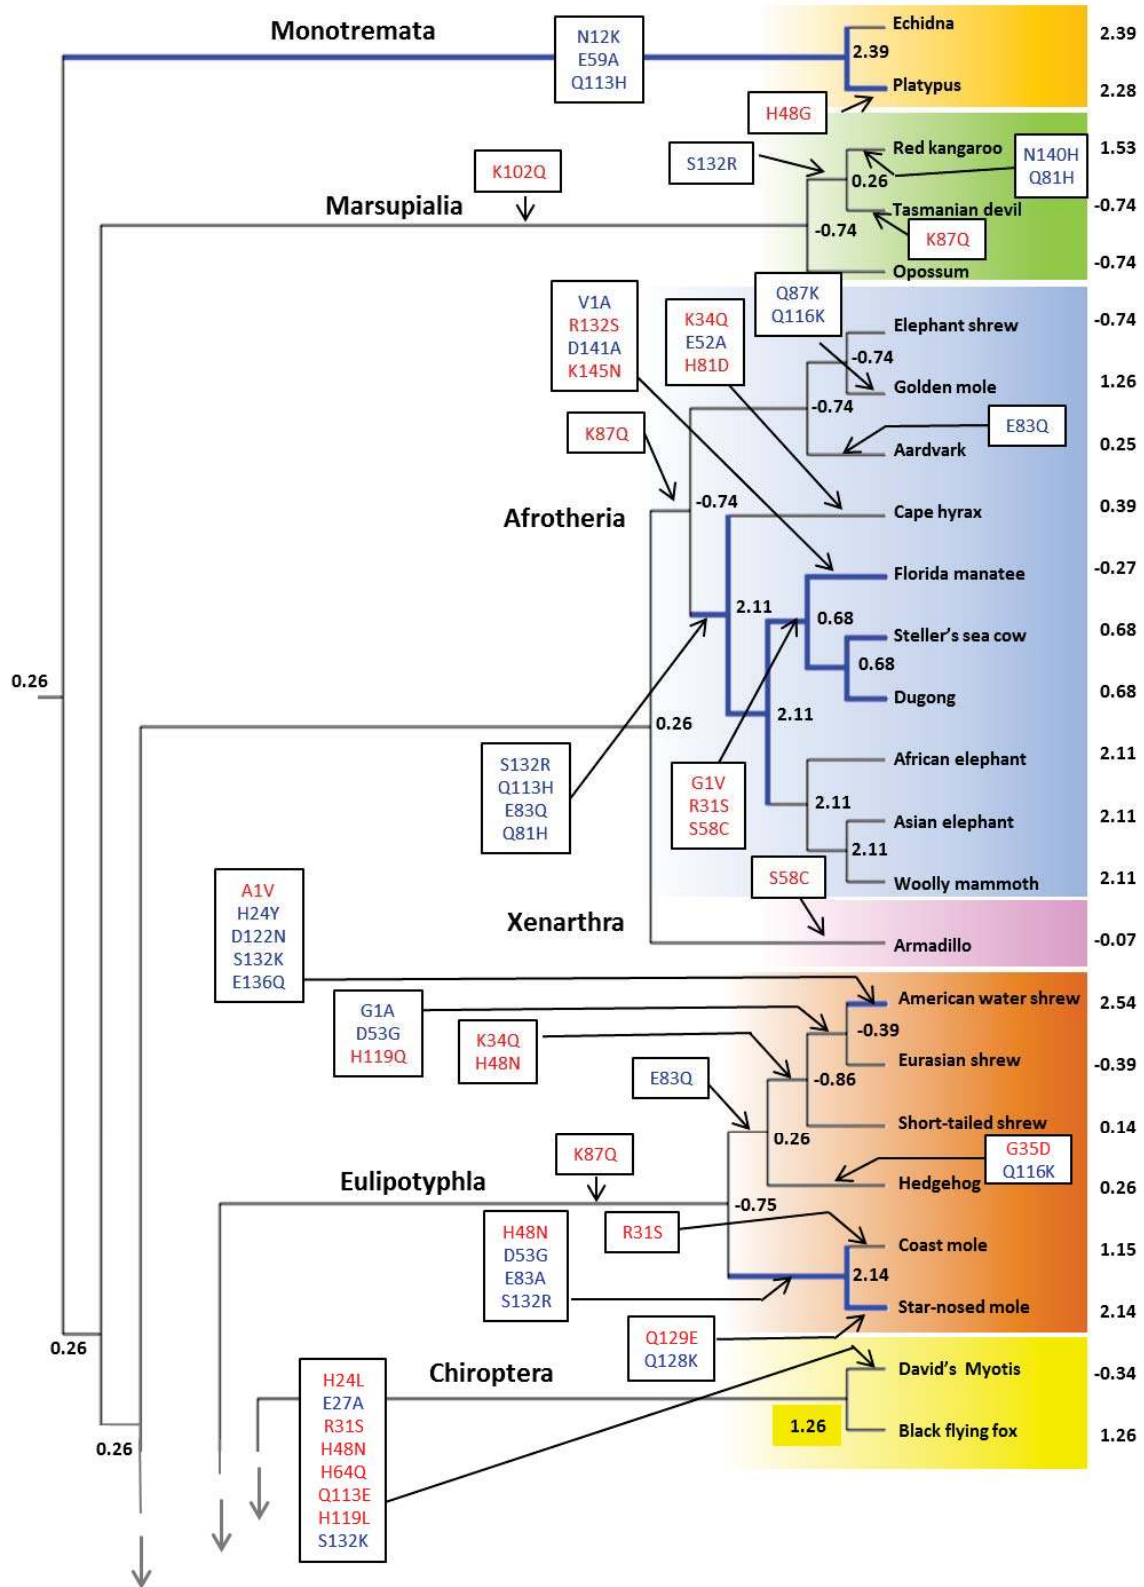 Monotremata
N12K
E59A
Q113H
Echidna
2.39
2.39
Platypus
2.28
H48G
Red kangaroo
1.53
S132R
N140H
Q81H
0.26
K102Q
Marsupialia
Tasmanian devil
-0.74
-0.74
K87Q
Opossum
-0.74
V1A
R132S
D141A
K145N
K34Q
E52A
H81D
Q87K
Q116K
Elephant shrew
-0.74
-0.74
Golden mole
1.26
-0.74
E83Q
K87Q
Aardvark
0.25
-0.74
Afrotheria
Cape hyrax
0.39
Florida manatee
-0.27
2.11
0.68
Steller's sea cow
0.68
0.68
0.26
Dugong
0.68
0.26
2.11
S132R
Q113H
E83Q
Q81H
G1V
R31S
S58C
African elephant
2.11
2.11
Asian elephant
2.11
2.11
Woolly mammoth
2.11
S58C
Xenarthra
Armadillo
-0.07
A1V
H24Y
D122N
S132K
E136Q
G1A
D53G
H119Q
K34Q
H48N
American water shrew
2.54
-0.39
Eurasian shrew
-0.39
E83Q
-0.86
Short-tailed shrew
0.14
0.26
G35D
Q116K
K87Q
Eulipotyphla
Hedgehog
0.26
-0.75
H48N
D53G
E83A
S132R
R31S
Coast mole
1.15
2.14
Star-nosed mole
2.14
Q129E
Q128K
0.26
Chiroptera
David's Myotis
-0.34
H24L
E27A
R31S
H48N
H64Q
Q113E
H119L
S132K
1.26
Black flying fox
1.26
0.26